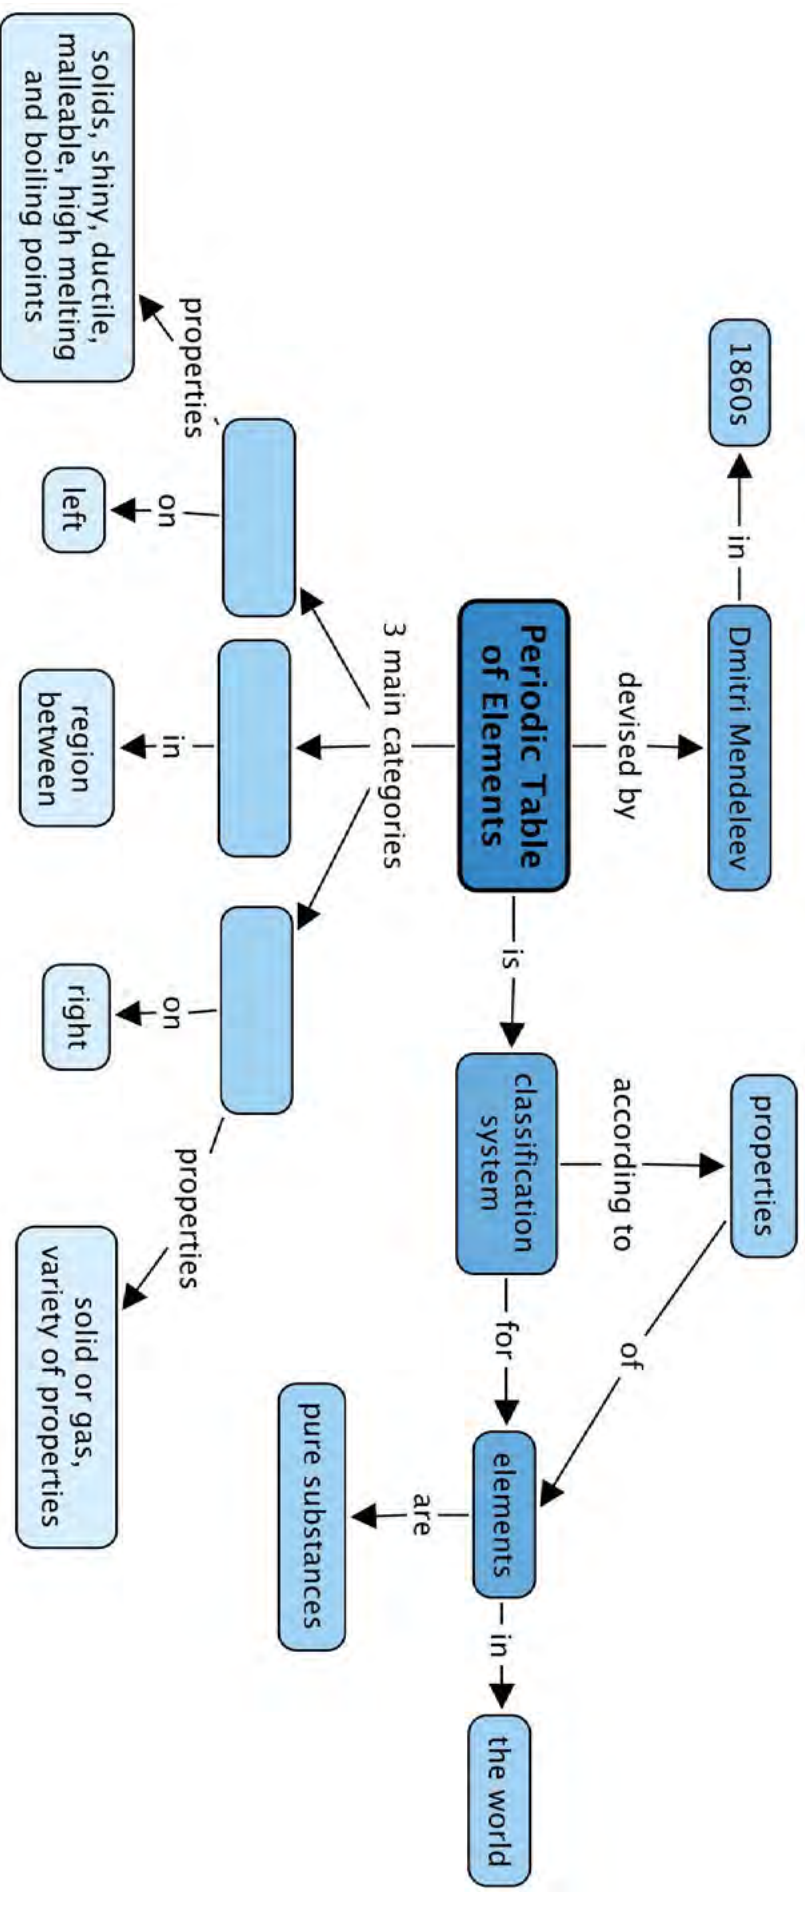 1860s
in
Dmitri Mendeleev
properties
devised by
according to
of
Periodic Table
of Elements
is
classification
system
for
elements
in
the world
3 main categories
are
pure substances
properties
on
in
on
properties
solids, shiny, ductile,
malleable, high melting
and boiling points
left
region
between
right
solid or gas,
variety of properties